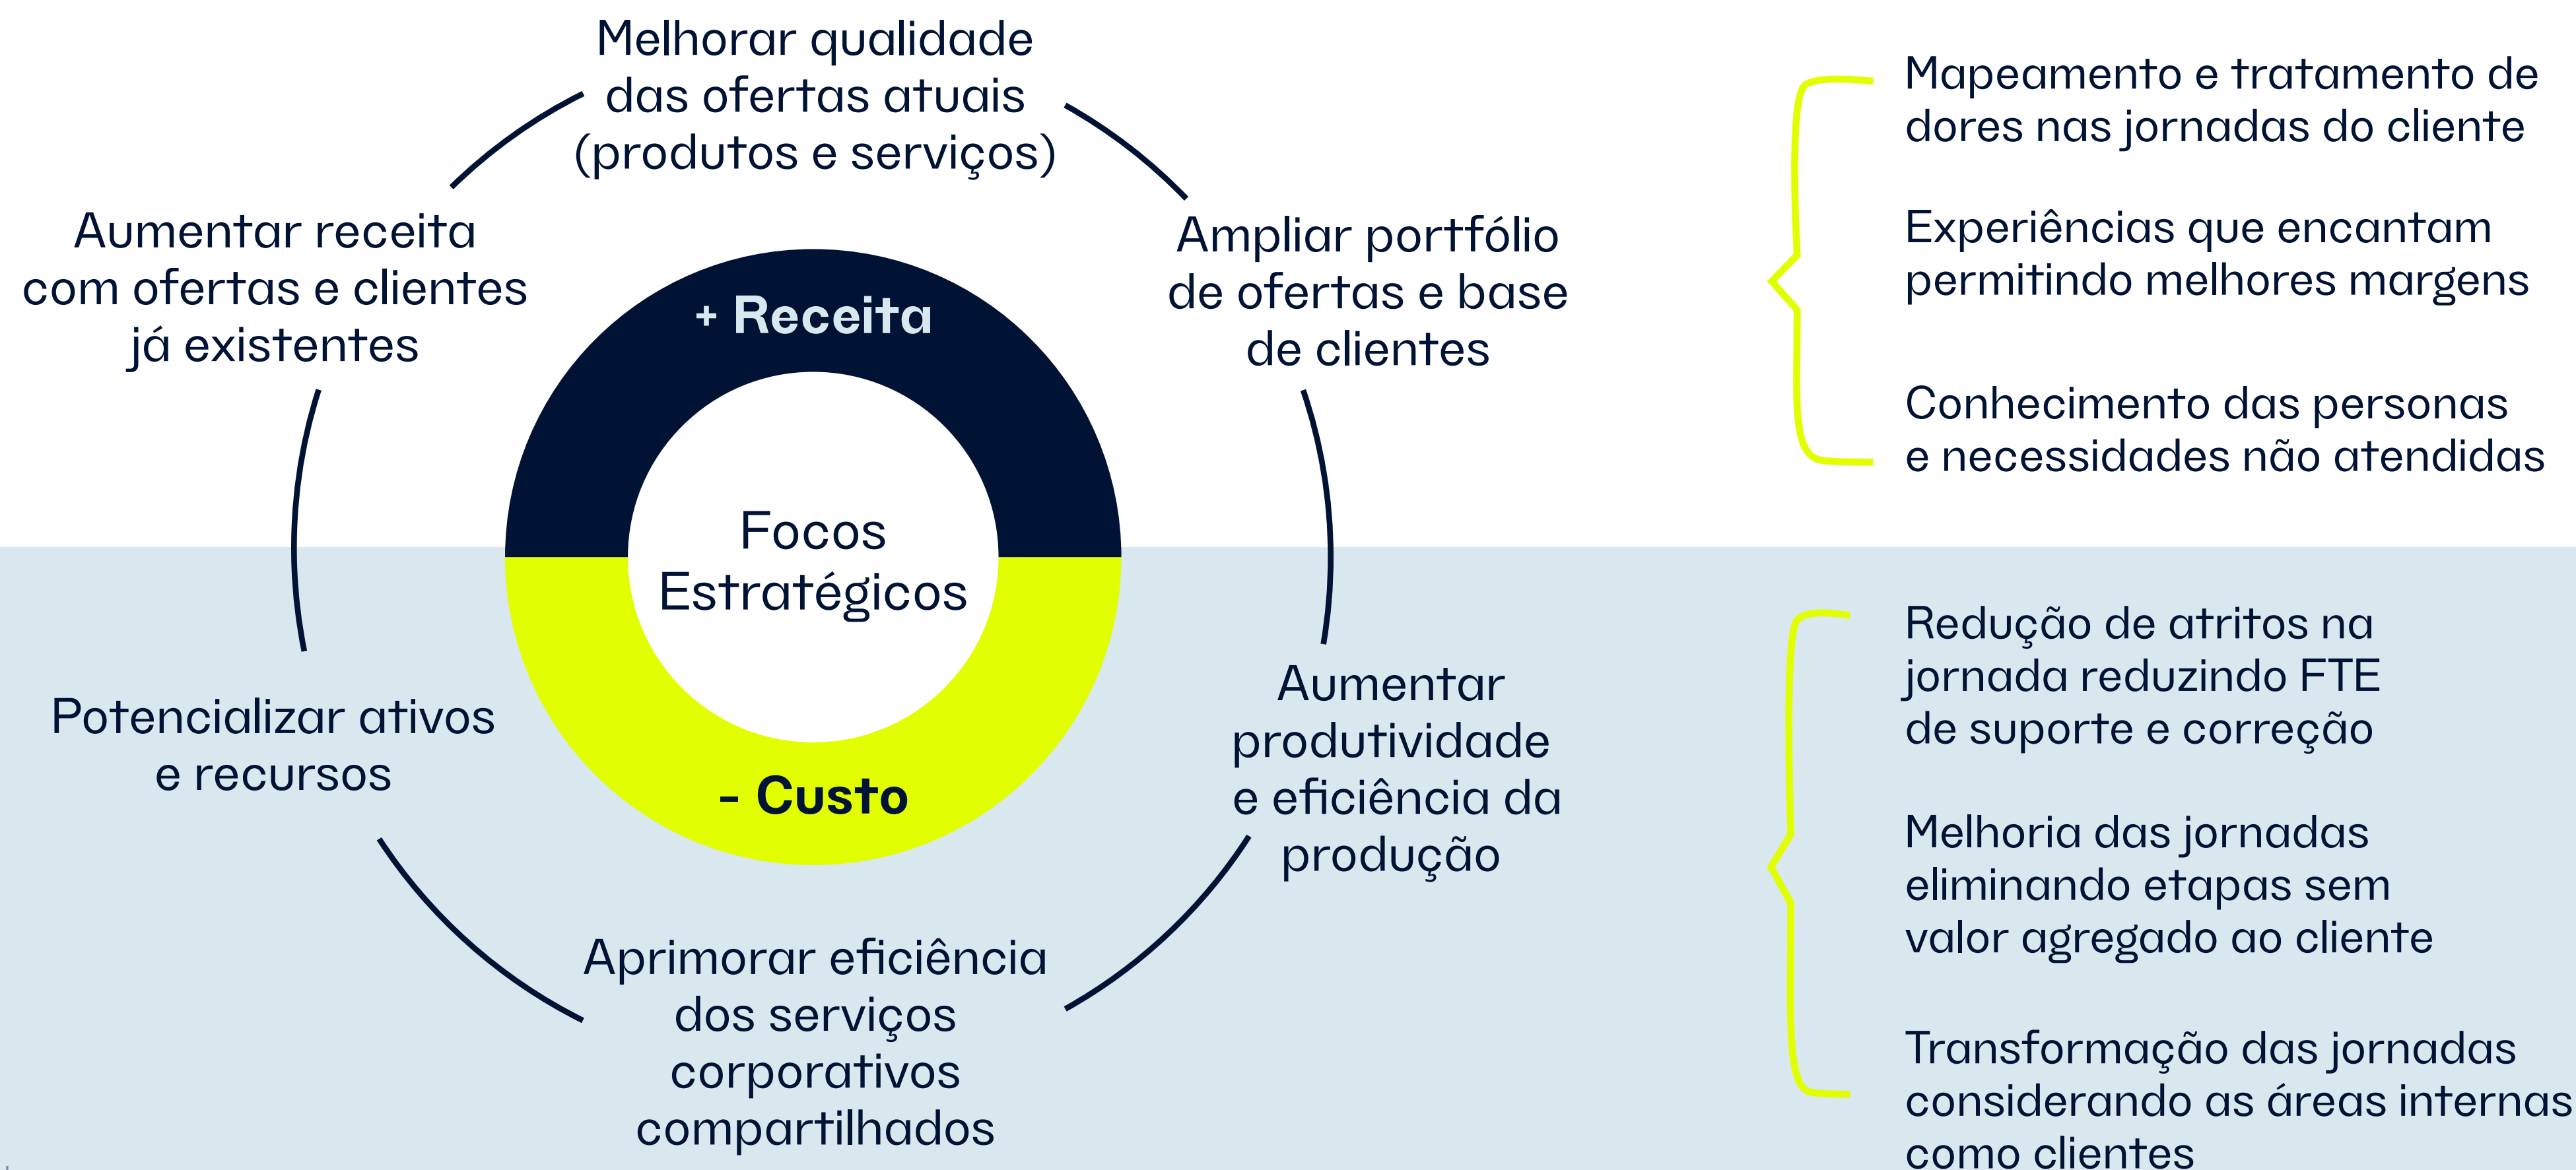 Melhorar qualidade
das ofertas atuais
(produtos e serviços)
Aumentar receita
com ofertas e clientes
já existentes
Ampliar portfólio
de ofertas e base
de clientes
+ Receita
Focos
Estratégicos
- Custo
Potencializar ativos
e recursos
Aumentar
produtividade
e eficiência da
produção
Aprimorar eficiência
dos serviços
corporativos
compartilhados
Mapeamento e tratamento de
dores nas jornadas do cliente
Experiências que encantam
permitindo melhores margens
Conhecimento das personas
e necessidades não atendidas
Redução de atritos na
jornada reduzindo FTE
de suporte e correção
Melhoria das jornadas
eliminando etapas sem
valor agregado ao cliente
Transformação das jornadas
considerando as áreas internas
como clientes